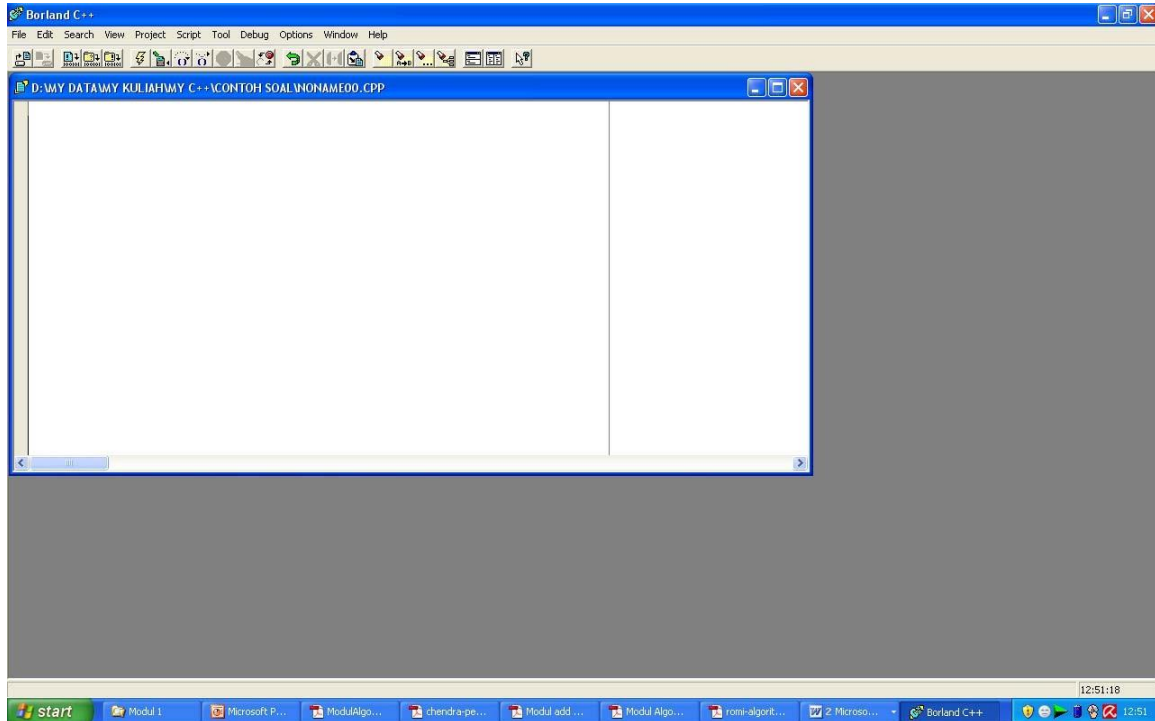 Borland C++
File Edit Search View Project Script Tool Debug Options Window Help
D:\MY DATA\MY KULIAH\MY C++\CONTOH SOAL\NONAME00.CPP
12:51:18
start Modul 1 Microsoft P... ModulAlgo... chendra-pe... Modul add ... Modul Algo... romi-algorit... 2 Microso... Borland C++ 12:51